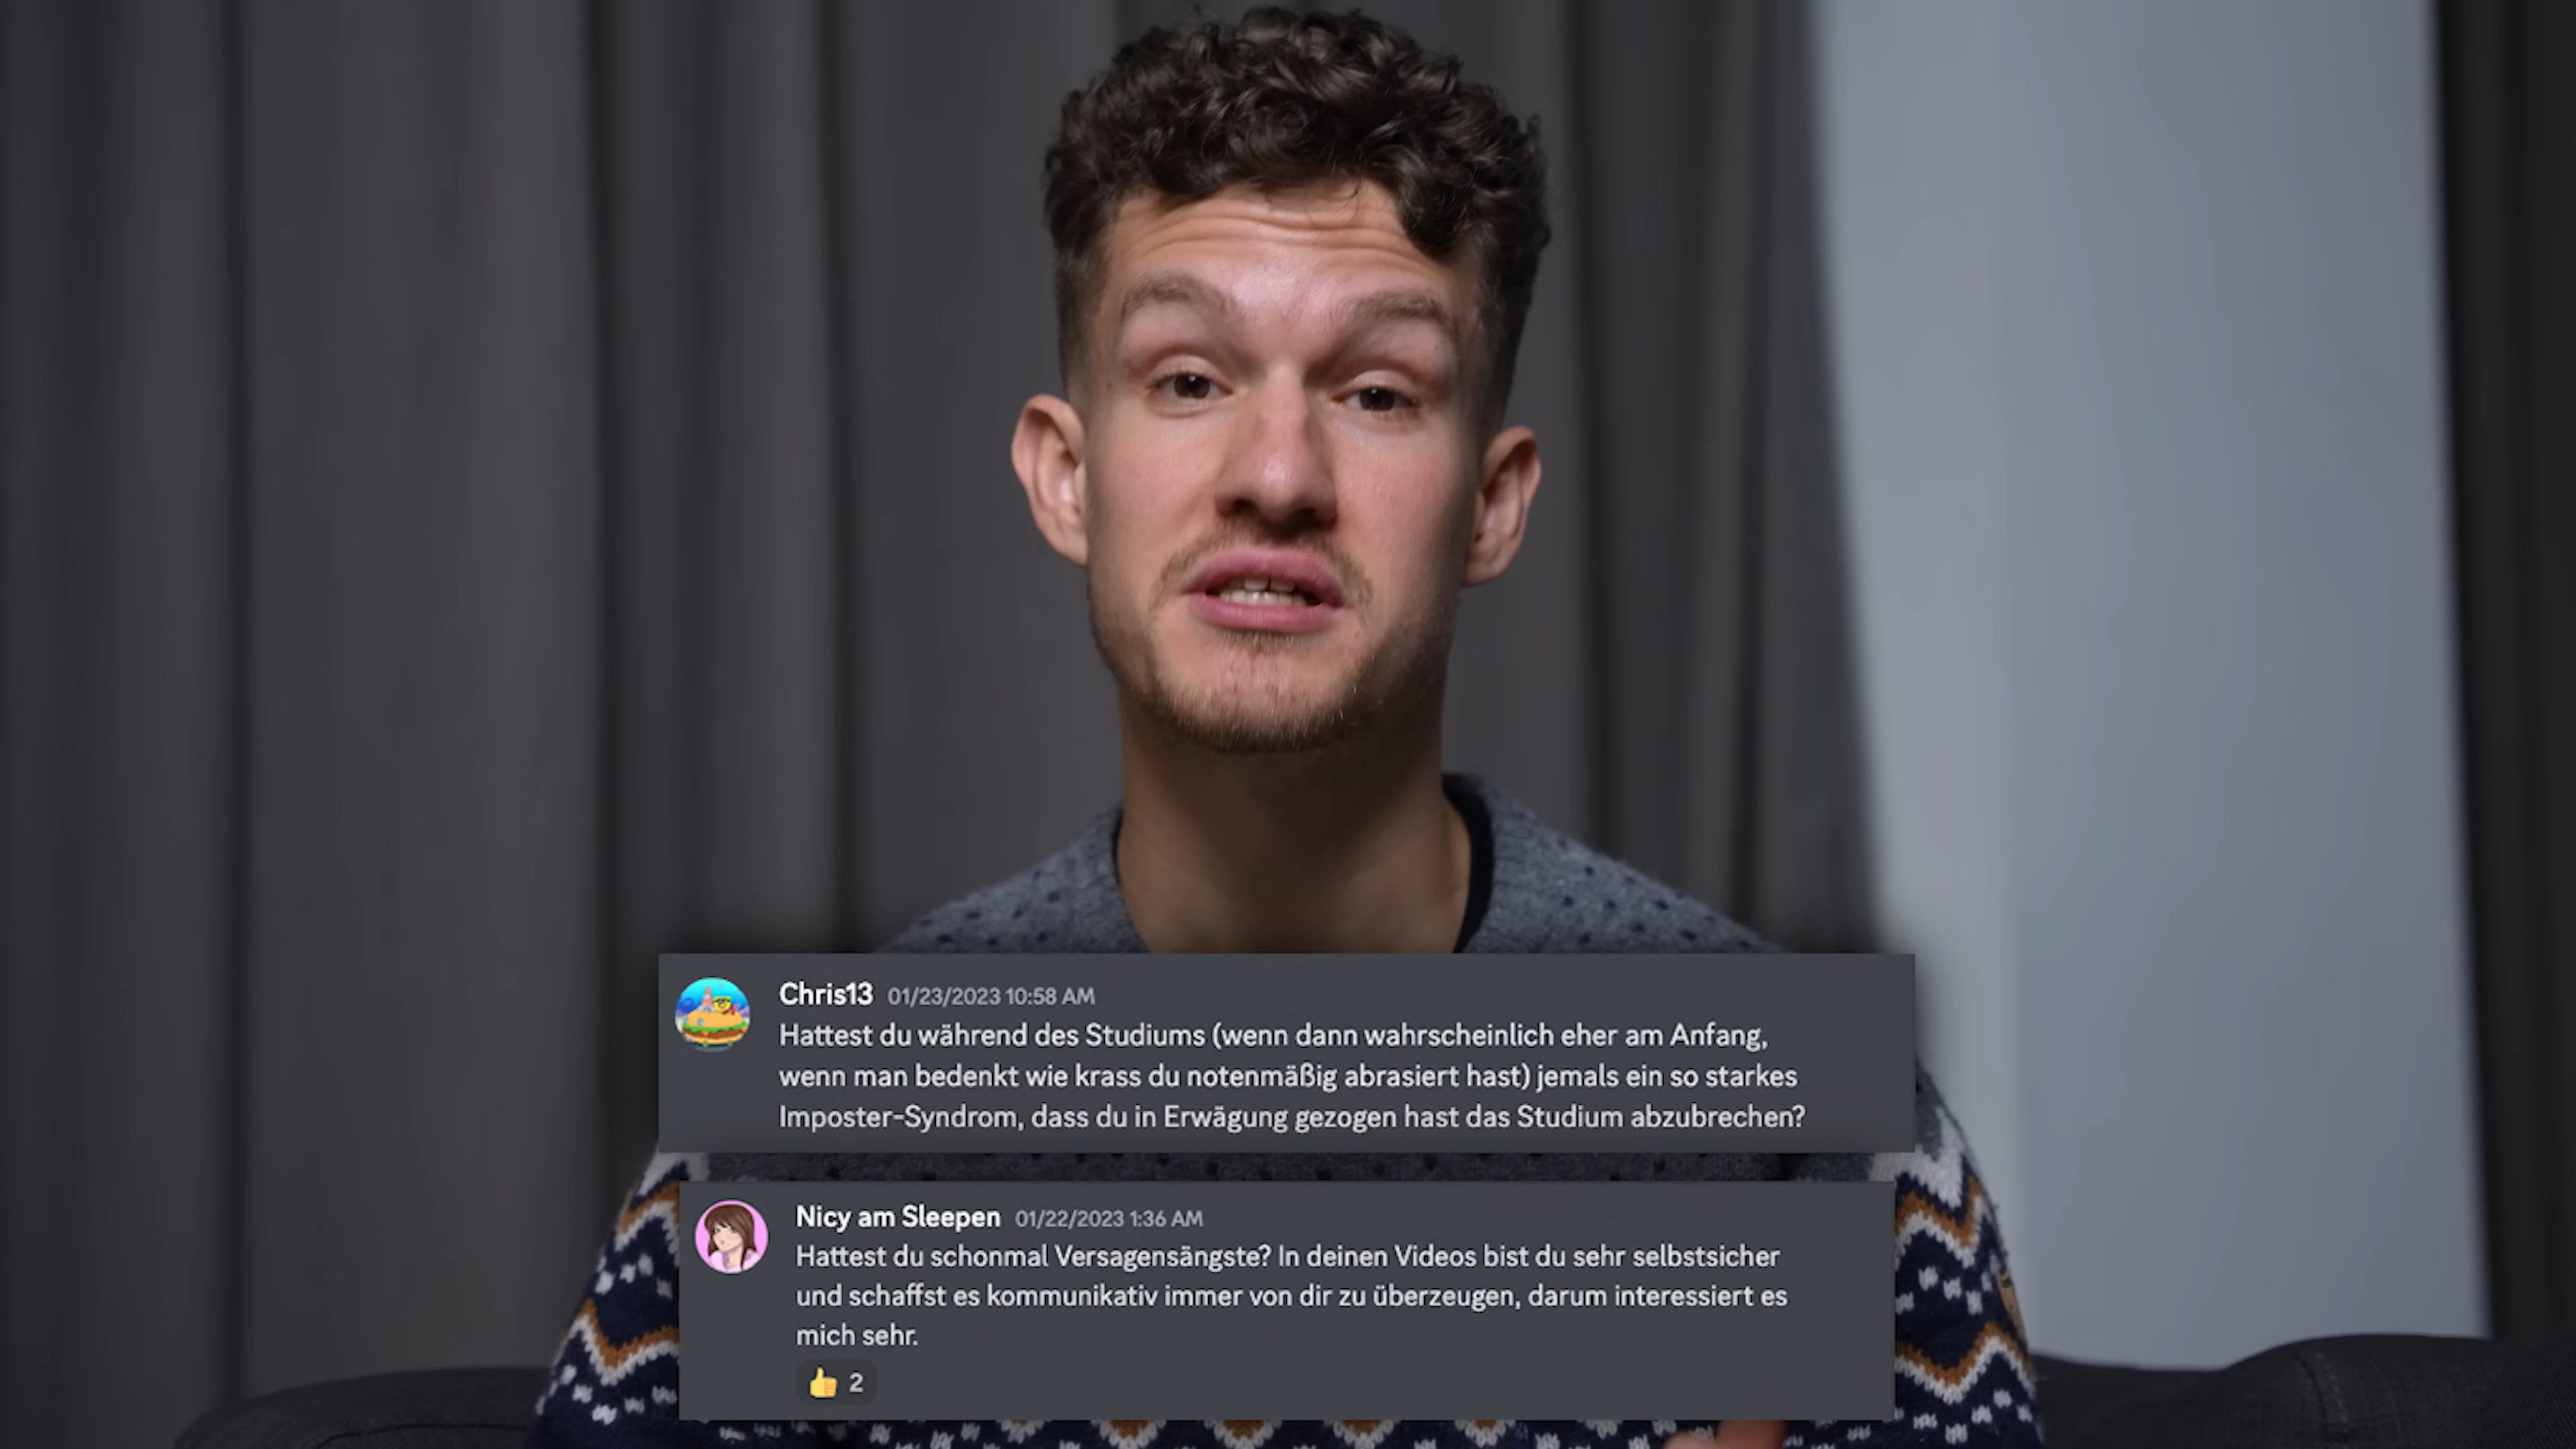 Chris13 01/23/2023 10:58 AM
Hattest du während des Studiums (wenn dann wahrscheinlich eher am Anfang,
wenn man bedenkt wie krass du notenmäßig abrasiert hast) jemals ein so starkes
Imposter-Syndrom, dass du in Erwägung gezogen hast das Studium abzubrechen?
Nicy am Sleepen 01/22/2023 1:36 AM
Hattest du schonmal Versagensängste? In deinen Videos bist du sehr selbstsicher
und schaffst es kommunikativ immer von dir zu überzeugen, darum interessiert es
mich sehr.
👍 2